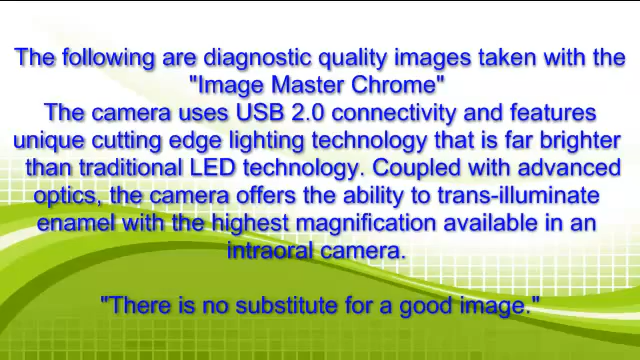 The following are diagnostic quality images taken with the
"Image Master Chrome"
The camera uses USB 2.0 connectivity and features
unique cutting edge lighting technology that is far brighter
than traditional LED technology. Coupled with advanced
optics, the camera offers the ability to trans-illuminate
enamel with the highest magnification available in an
intraoral camera.
"There is no substitute for a good image."